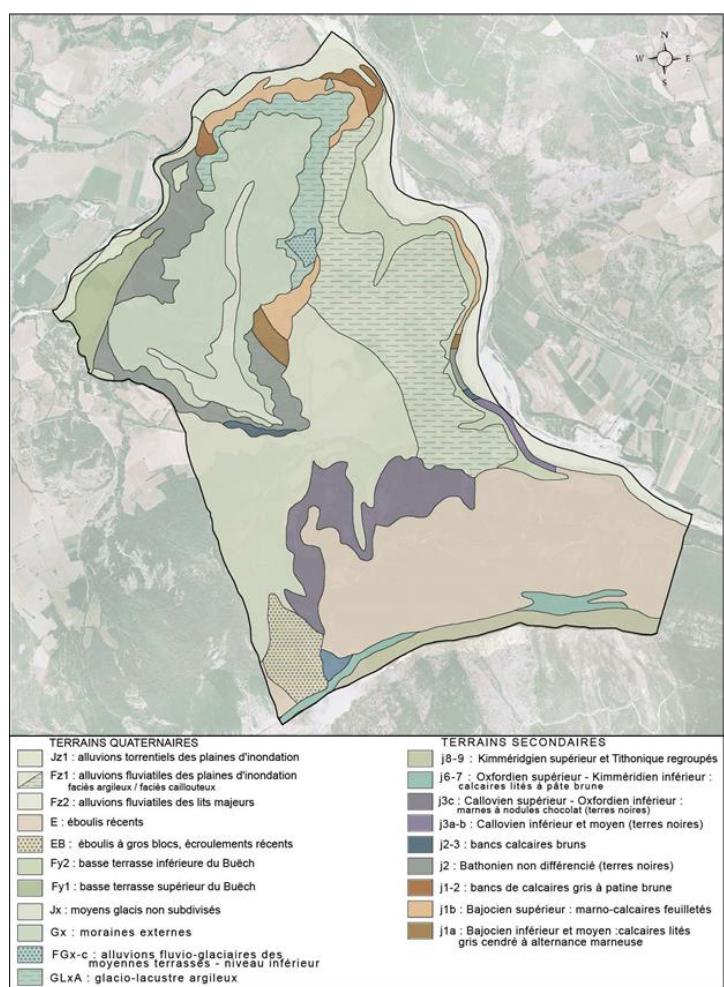 N
W E
S
TERRAINS QUATERNAIRES
Jz1 : alluvions torrentiels des plaines d'inondation
Fz1 : alluvions fluviatiles des plaines d'inondation
faciès argileux / faciès caillouteux
Fz2 : alluvions fluviatiles des lits majeurs
E : éboulis récents
EB : éboulis à gros blocs, écroulements récents
Fy2 : basse terrasse inférieure du Buëch
Fy1 : basse terrasse supérieur du Buëch
Jx : moyens glacis non subdivisés
Gx : moraines externes
FGx-c : alluvions fluvio-glaciaires des
moyennes terrasses - niveau inférieur
GLxA : glacio-lacustre argileux
TERRAINS SECONDAIRES
j8-9 : Kimméridgien supérieur et Tithonique regroupés
j6-7 : Oxfordien supérieur - Kimméridien inférieur :
calcaires lités à pâte brune
j3c : Callovien supérieur - Oxfordien inférieur :
marnes à nodules chocolat (terres noires)
j3a-b : Callovien inférieur et moyen (terres noires)
j2-3 : bancs calcaires bruns
j2 : Bathonien non différencié (terres noires)
j1-2 : bancs de calcaires gris à patine brune
j1b : Bajocien supérieur : marno-calcaires feuilletés
j1a : Bajocien inférieur et moyen :calcaires lités
gris cendré à alternance marneuse